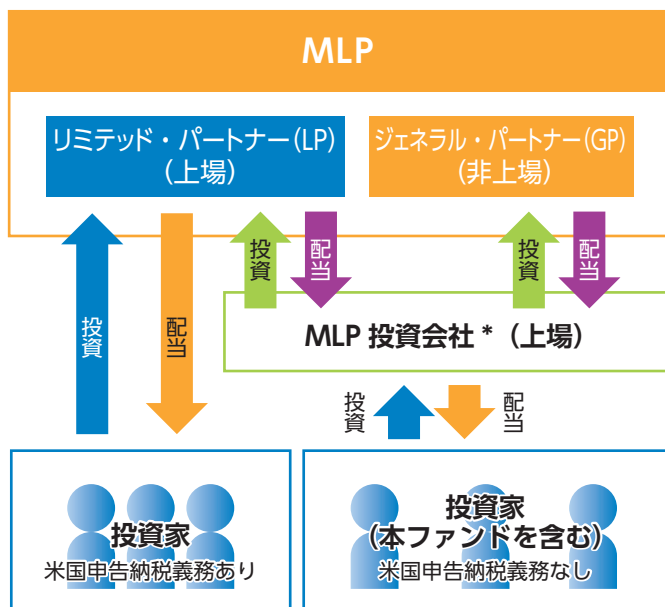 MLP
リミテッド・パートナー(LP)
(上場)
ジェネラル・パートナー(GP)
(非上場)
投資
配当
投資
配当
投資
配当
MLP 投資会社*(上場)
投資
配当
投資家
米国申告納税義務あり
投資家
(本ファンドを含む)
米国申告納税義務なし